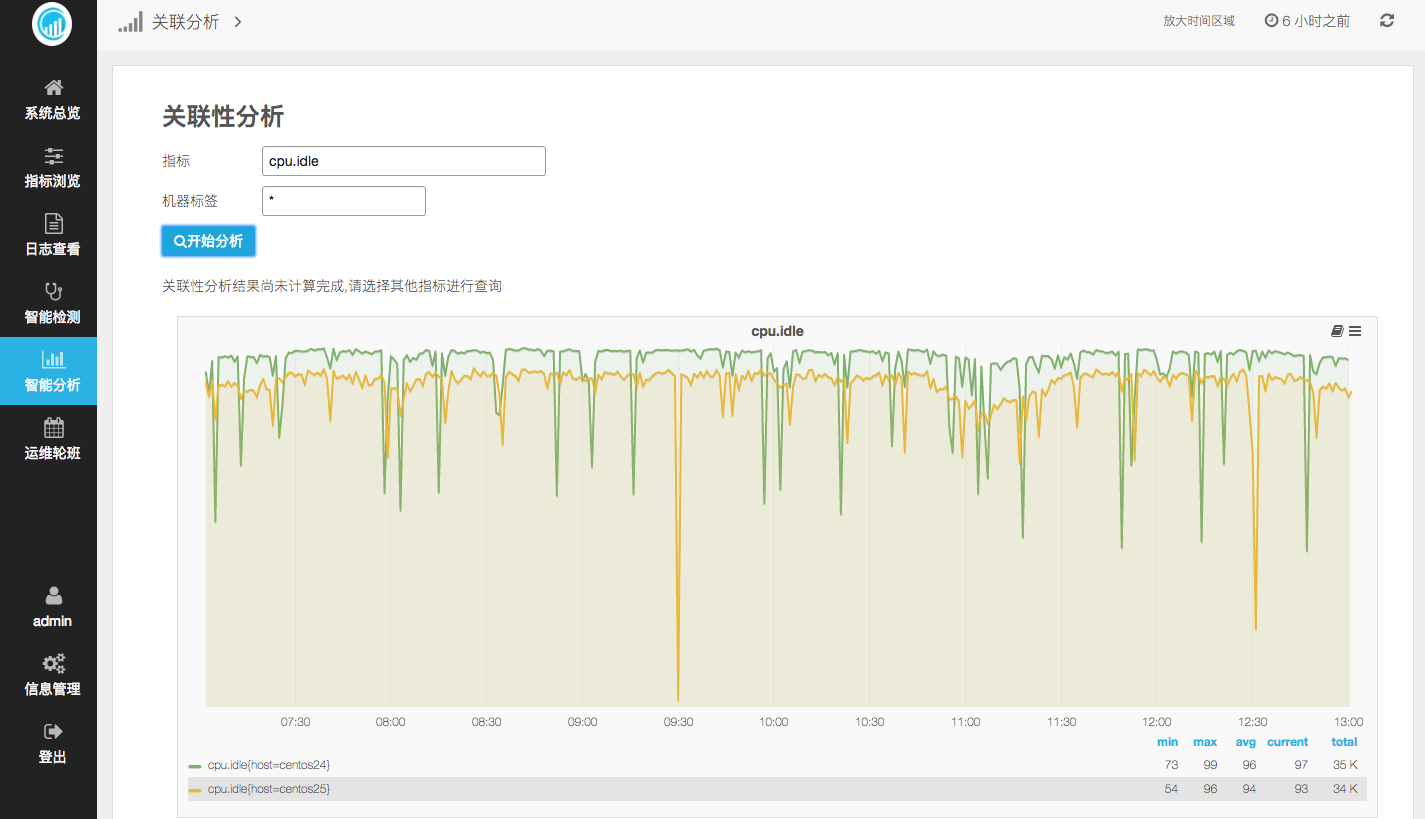 关联分析
放大时间区域 6 小时之前
系统总览
指标浏览
日志查看
智能检测
智能分析
运维轮班
admin
信息管理
登出
关联性分析
指标 cpu.idle
机器标签 *
开始分析
关联性分析结果尚未计算完成,请选择其他指标进行查询
cpu.idle
07:30 08:00 08:30 09:00 09:30 10:00 10:30 11:00 11:30 12:00 12:30 13:00
min max avg current total
cpu.idle{host=centos24} 73 99 96 97 35 K
cpu.idle{host=centos25} 54 96 94 93 34 K